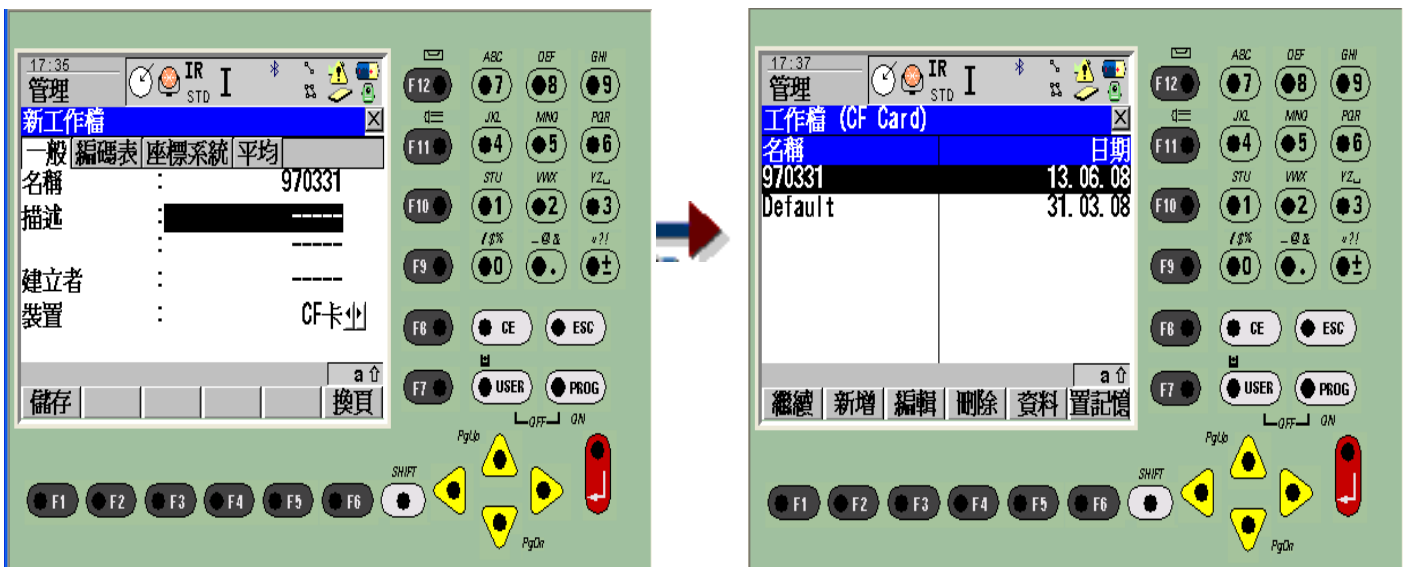 17:35
管理
IR
STD
I
新工作檔
一般 編碼表 座標系統 平均
名稱 : 970331
描述 : -----
: -----
建立者 : -----
裝置 : CF卡
a
儲存 換頁
F12 7 8 9
ABC DEF GHI
F11 4 5 6
JKL MNO PQR
F10 1 2 3
STU VWX YZ
F9 0 . ±
/$% _@& *?!
F8 CE ESC
F7 USER PROG
OFF ON
PgUp
SHIFT
F1 F2 F3 F4 F5 F6
PgDn
17:37
管理
IR
STD
I
工作檔 (CF Card)
名稱 日期
970331 13.06.08
Default 31.03.08
a
繼續 新增 編輯 刪除 資料 置記憶
F12 7 8 9
ABC DEF GHI
F11 4 5 6
JKL MNO PQR
F10 1 2 3
STU VWX YZ
F9 0 . ±
/$% _@& *?!
F8 CE ESC
F7 USER PROG
OFF ON
PgUp
SHIFT
F1 F2 F3 F4 F5 F6
PgDn